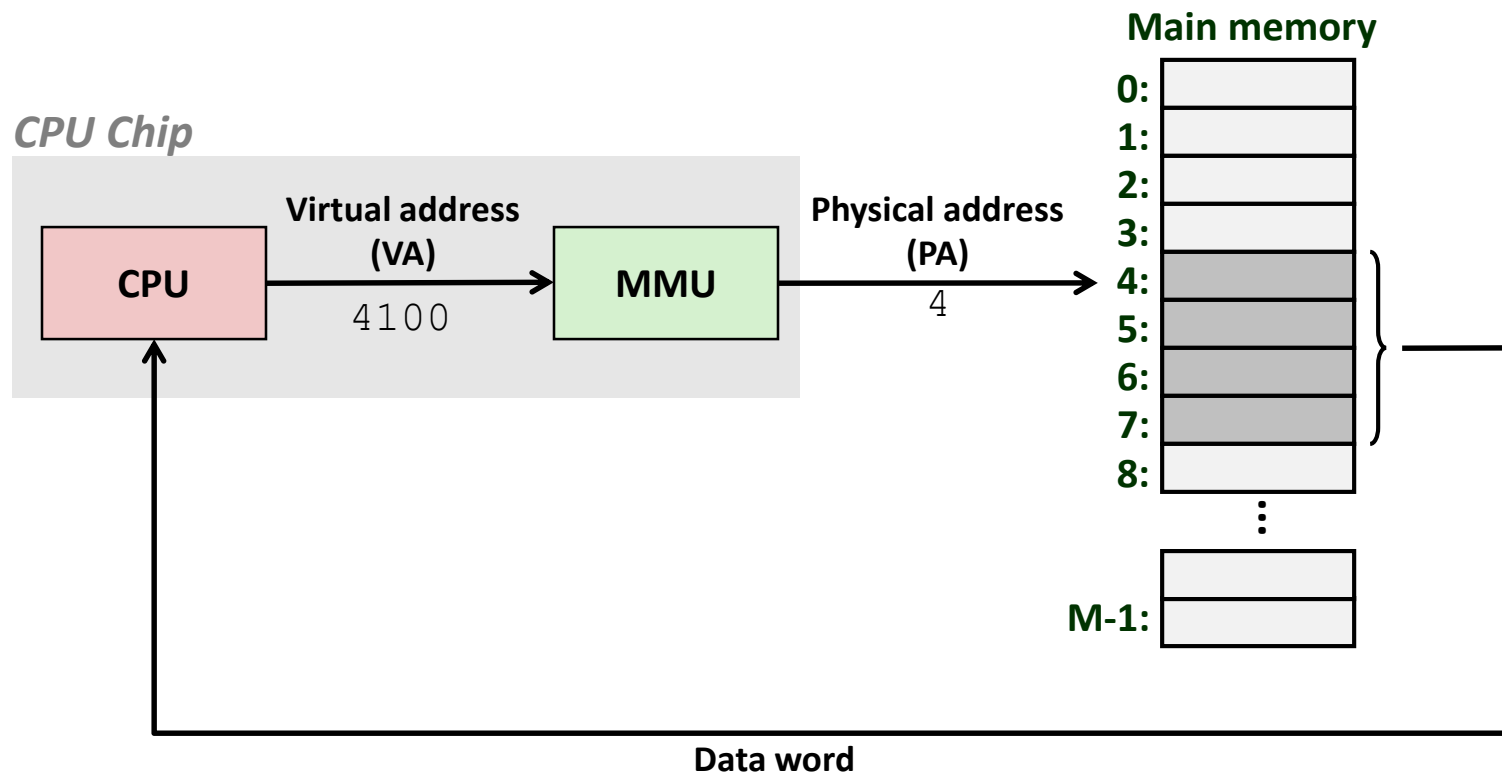 Main memory
CPU Chip
CPU
Virtual address
(VA)
4100
MMU
Physical address
(PA)
4
0:
1:
2:
3:
4:
5:
6:
7:
8:
⋮
M-1:
Data word